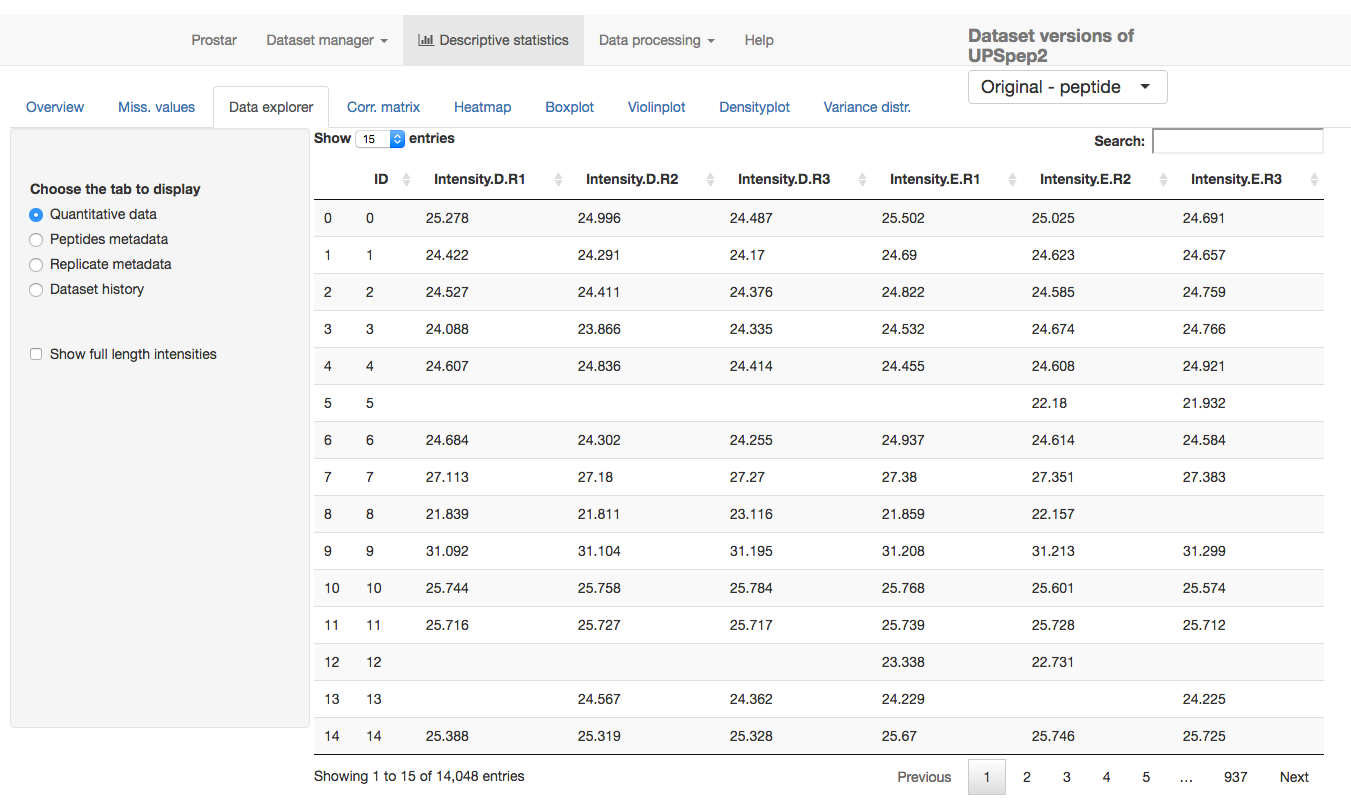 Prostar Dataset manager Descriptive statistics Data processing Help
Dataset versions of
UPSpep2
Original - peptide
Overview Miss. values Data explorer Corr. matrix Heatmap Boxplot Violinplot Densityplot Variance distr.
Choose the tab to display
Quantitative data
Peptides metadata
Replicate metadata
Dataset history
Show full length intensities
Show 15 entries
Search:
ID Intensity.D.R1 Intensity.D.R2 Intensity.D.R3 Intensity.E.R1 Intensity.E.R2 Intensity.E.R3
0 0 25.278 24.996 24.487 25.502 25.025 24.691
1 1 24.422 24.291 24.17 24.69 24.623 24.657
2 2 24.527 24.411 24.376 24.822 24.585 24.759
3 3 24.088 23.866 24.335 24.532 24.674 24.766
4 4 24.607 24.836 24.414 24.455 24.608 24.921
5 5 22.18 21.932
6 6 24.684 24.302 24.255 24.937 24.614 24.584
7 7 27.113 27.18 27.27 27.38 27.351 27.383
8 8 21.839 21.811 23.116 21.859 22.157
9 9 31.092 31.104 31.195 31.208 31.213 31.299
10 10 25.744 25.758 25.784 25.768 25.601 25.574
11 11 25.716 25.727 25.717 25.739 25.728 25.712
12 12 23.338 22.731
13 13 24.567 24.362 24.229 24.225
14 14 25.388 25.319 25.328 25.67 25.746 25.725
Showing 1 to 15 of 14,048 entries
Previous 1 2 3 4 5 … 937 Next